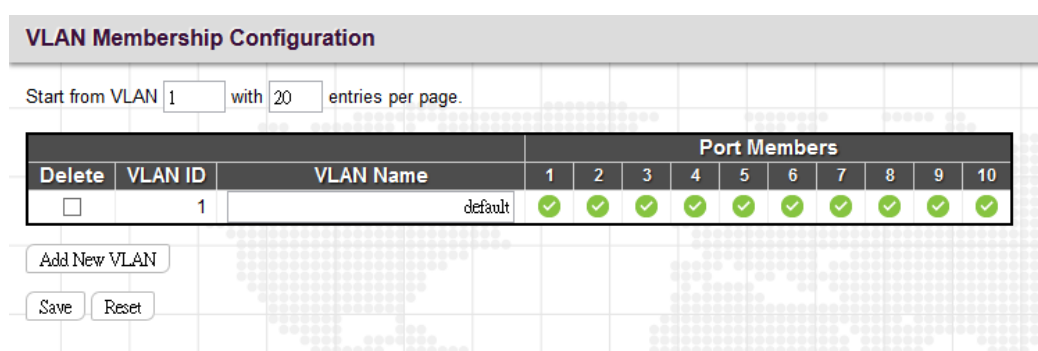 VLAN Membership Configuration
Start from VLAN 1 with 20 entries per page.
Port Members
Delete VLAN ID VLAN Name 1 2 3 4 5 6 7 8 9 10
1 default
Add New VLAN
Save Reset